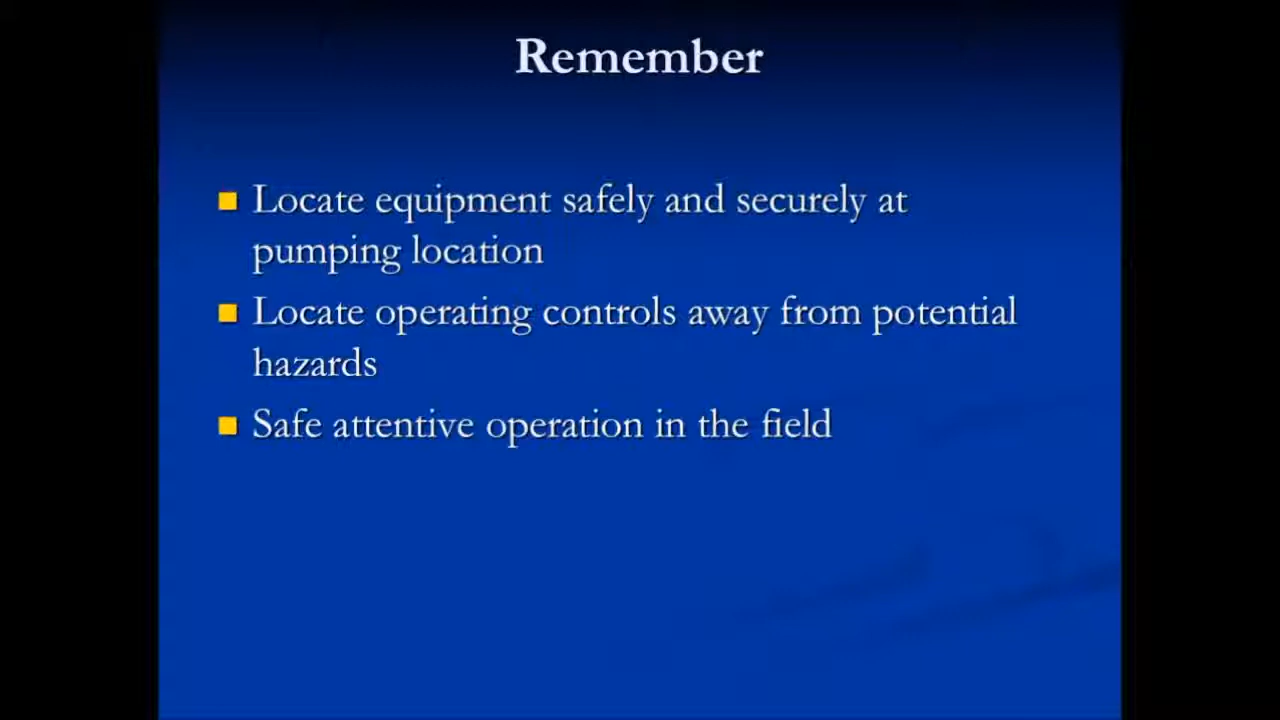 Remember
Locate equipment safely and securely at
pumping location
Locate operating controls away from potential
hazards
Safe attentive operation in the field